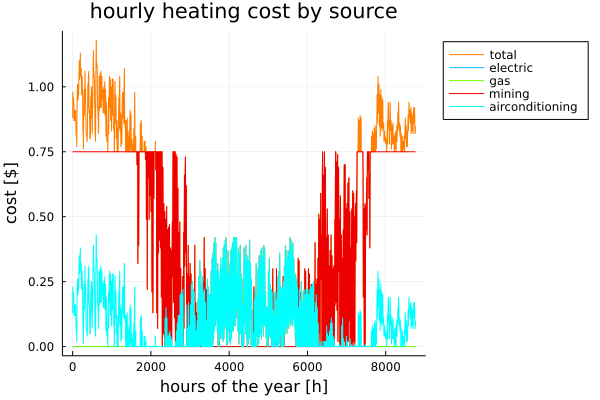 hourly heating cost by source
cost [$]
1.00
0.75
0.50
0.25
0.00
0
2000
4000
6000
8000
hours of the year [h]
total
electric
gas
mining
airconditioning